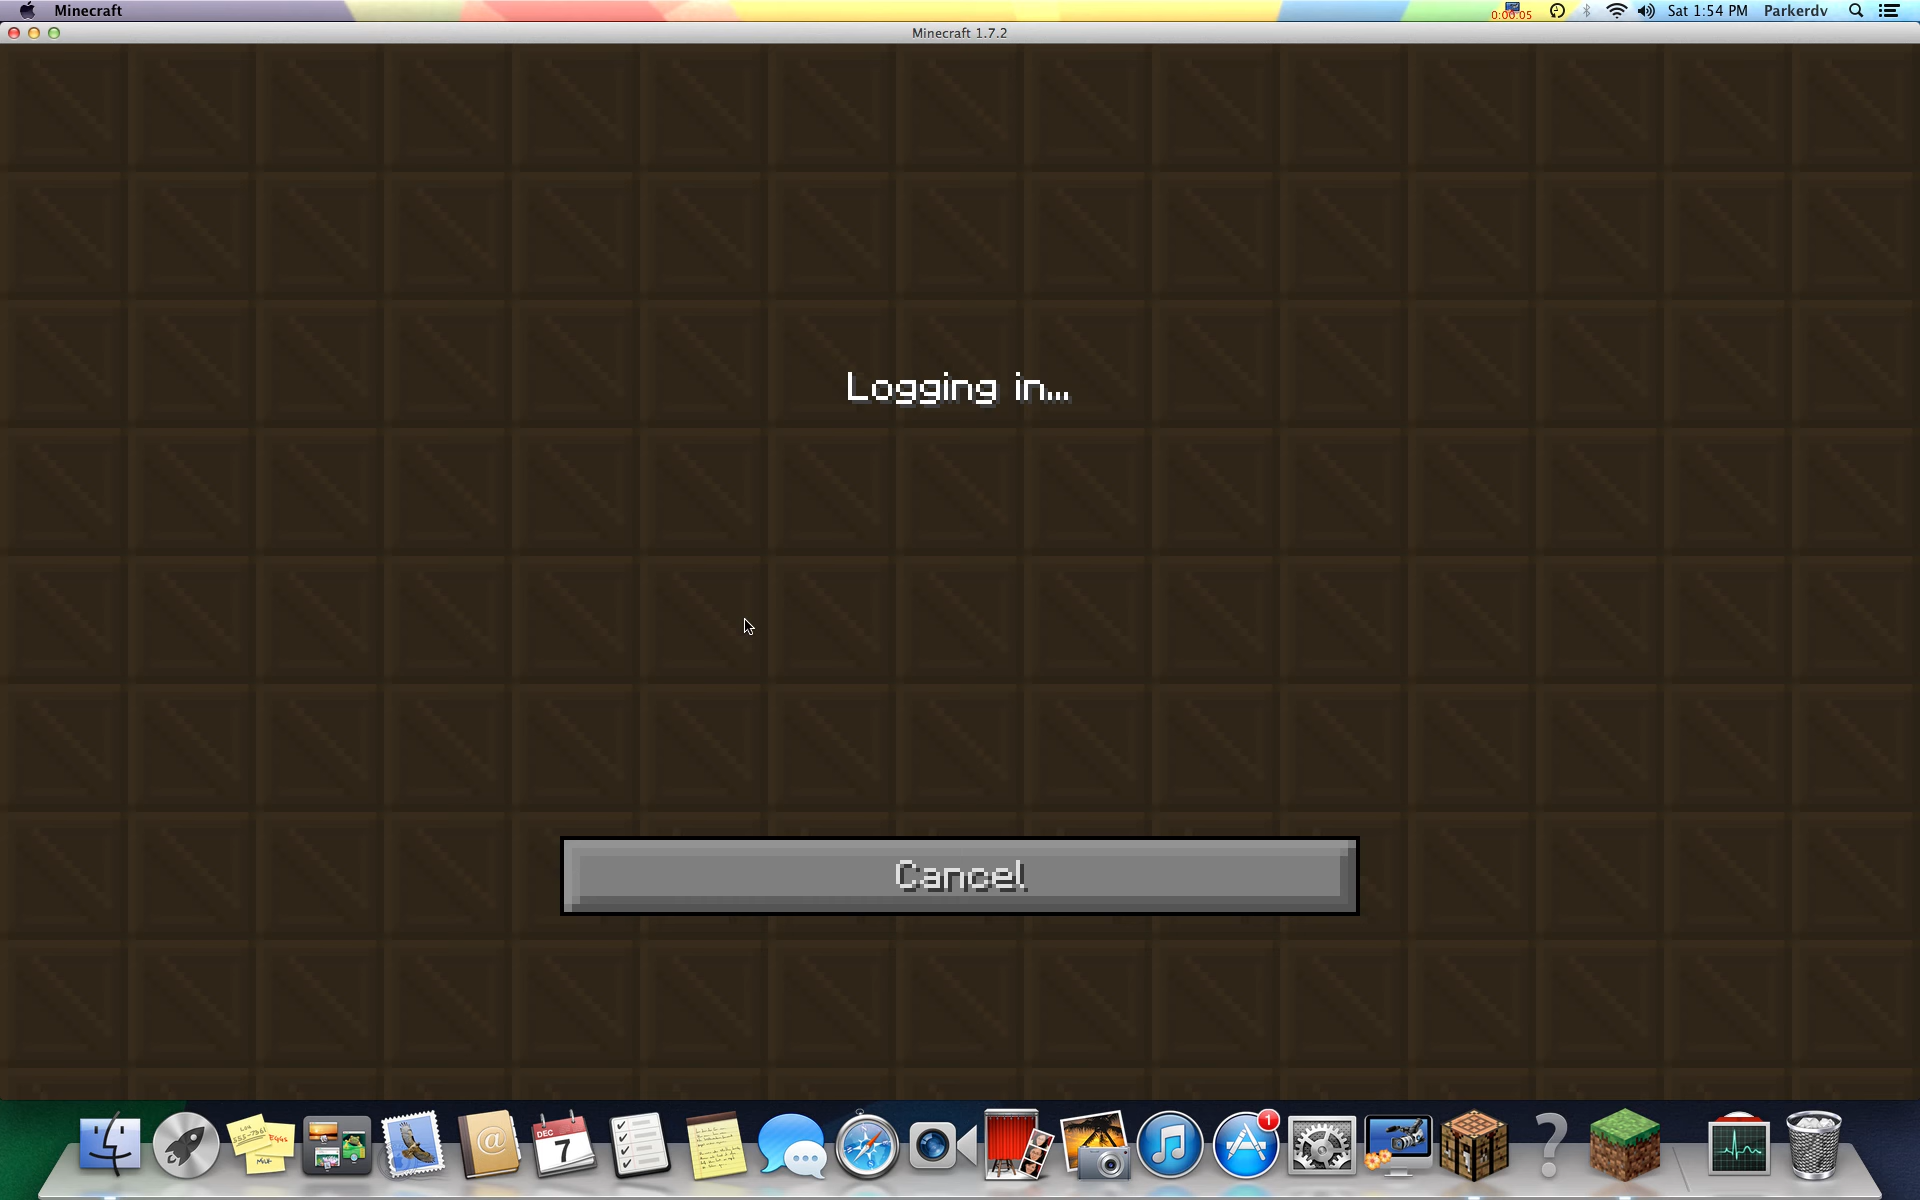 Minecraft
0:00:05
Sat 1:54 PM
Parkerdv
Minecraft 1.7.2
Logging in...
Cancel
DEC
7
1